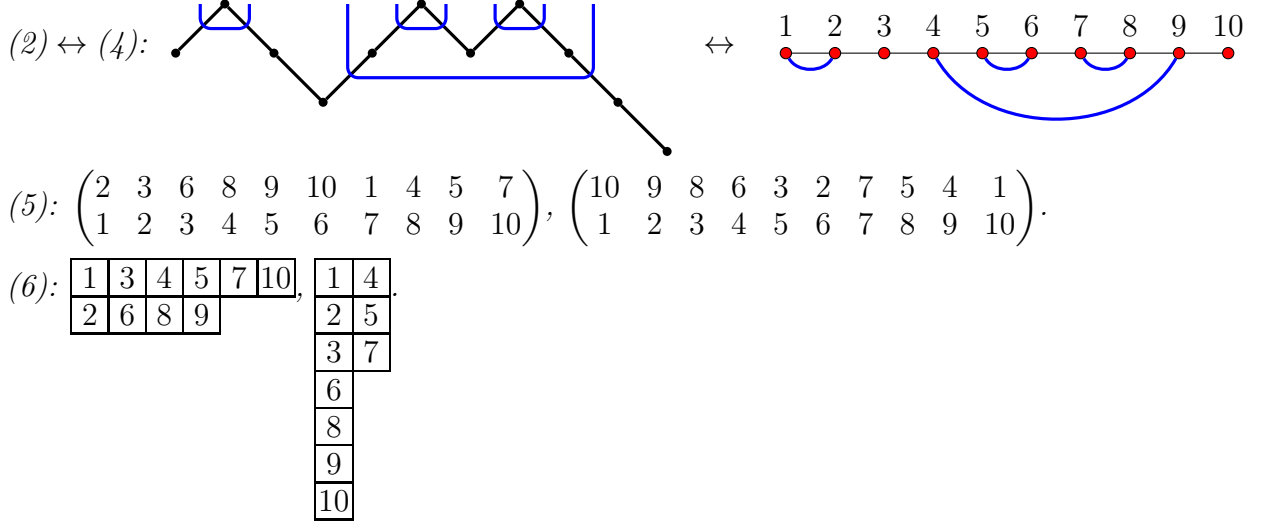 1 2 3 4 5 6 7 8 9 10
(2) ↔ (4): ↔
(5): (2 3 6 8 9 10 1 4 5 7
1 2 3 4 5 6 7 8 9 10), (10 9 8 6 3 2 7 5 4 1
1 2 3 4 5 6 7 8 9 10).
(6): 1 3 4 5 7 10, 1 4.
2 6 8 9 2 5
3 7
6
8
9
10